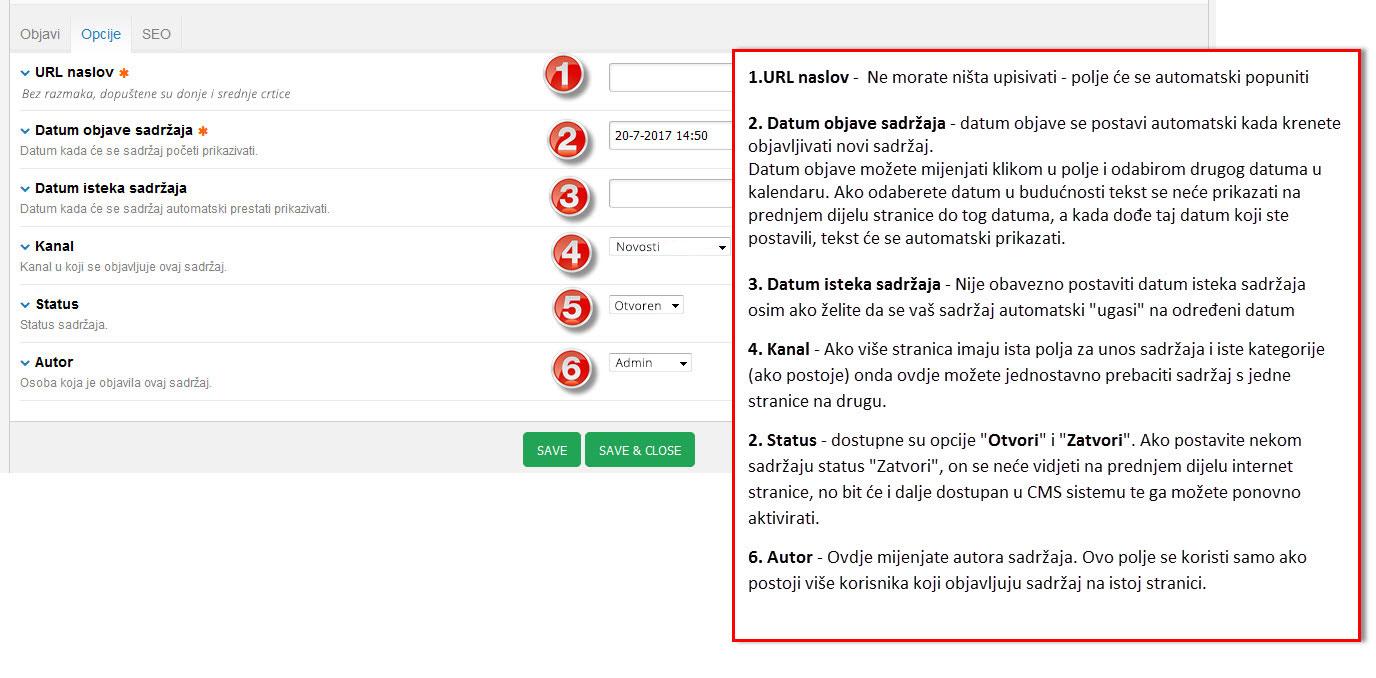 Objavi Opcije SEO
URL naslov *
Bez razmaka, dopuštene su donje i srednje crtice
1
Datum objave sadržaja *
Datum kada će se sadržaj početi prikazivati.
2
20-7-2017 14:50
Datum isteka sadržaja
Datum kada će se sadržaj automatski prestati prikazivati.
3
Kanal
Kanal u koji se objavljuje ovaj sadržaj.
4
Novosti
Status
Status sadržaja.
5
Otvoren
Autor
Osoba koja je objavila ovaj sadržaj.
6
Admin
SAVE SAVE & CLOSE
1.URL naslov - Ne morate ništa upisivati - polje će se automatski popuniti
2. Datum objave sadržaja - datum objave se postavi automatski kada krenete
objavljivati novi sadržaj.
Datum objave možete mijenjati klikom u polje i odabirom drugog datuma u
kalendaru. Ako odaberete datum u budućnosti tekst se neće prikazati na
prednjem dijelu stranice do tog datuma, a kada dođe taj datum koji ste
postavili, tekst će se automatski prikazati.
3. Datum isteka sadržaja - Nije obavezno postaviti datum isteka sadržaja
osim ako želite da se vaš sadržaj automatski "ugasi" na određeni datum
4. Kanal - Ako više stranica imaju ista polja za unos sadržaja i iste kategorije
(ako postoje) onda ovdje možete jednostavno prebaciti sadržaj s jedne
stranice na drugu.
2. Status - dostupne su opcije "Otvori" i "Zatvori". Ako postavite nekom
sadržaju status "Zatvori", on se neće vidjeti na prednjem dijelu internet
stranice, no bit će i dalje dostupan u CMS sistemu te ga možete ponovno
aktivirati.
6. Autor - Ovdje mijenjate autora sadržaja. Ovo polje se koristi samo ako
postoji više korisnika koji objavljuju sadržaj na istoj stranici.